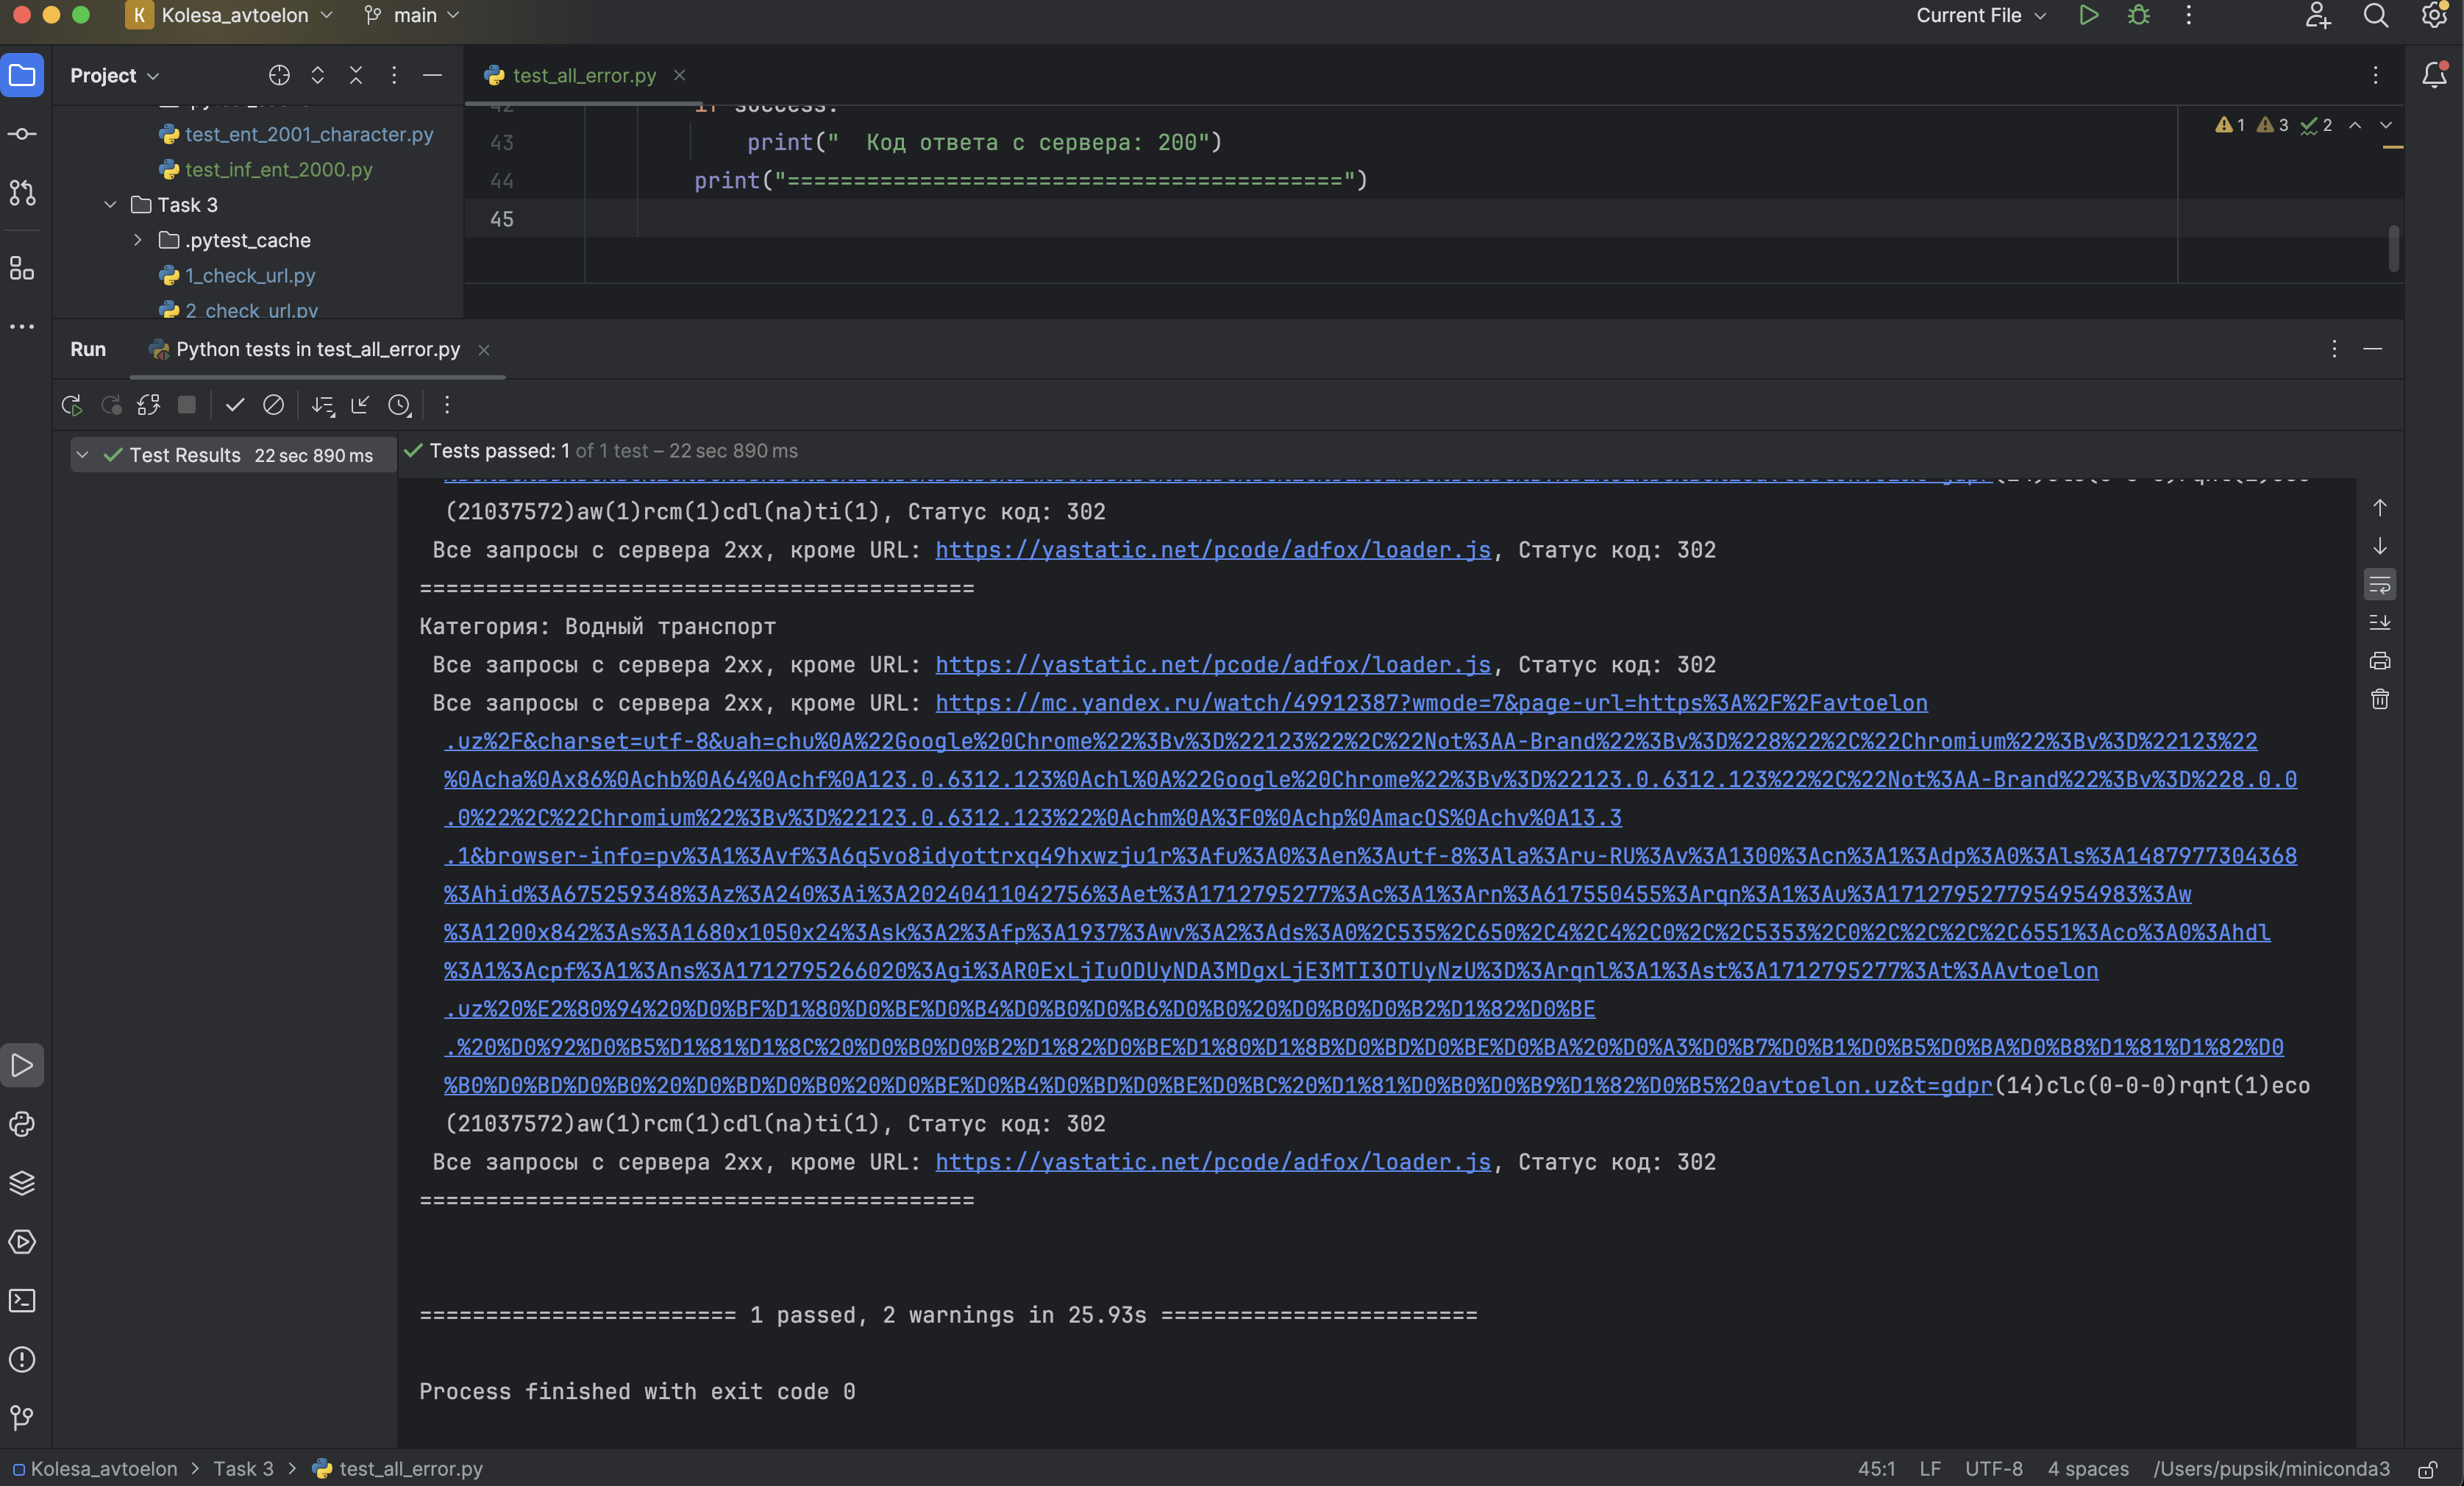 K Kolesa_avtoelon main Current File
Project test_all_error.py
test_ent_2001_character.py
test_inf_ent_2000.py
Task 3
.pytest_cache
1_check_url.py
2_check_url.py
42 if success:
43 print("  Код ответа с сервера: 200")
44 print("==========================================")
45
1 3 2
Run Python tests in test_all_error.py
Test Results 22 sec 890 ms
Tests passed: 1 of 1 test – 22 sec 890 ms
(21037572)aw(1)rcm(1)cdl(na)ti(1), Статус код: 302
Все запросы с сервера 2xx, кроме URL: https://yastatic.net/pcode/adfox/loader.js, Статус код: 302
==========================================
Категория: Водный транспорт
Все запросы с сервера 2xx, кроме URL: https://yastatic.net/pcode/adfox/loader.js, Статус код: 302
Все запросы с сервера 2xx, кроме URL: https://mc.yandex.ru/watch/49912387?wmode=7&page-url=https%3A%2F%2Favtoelon
.uz%2F&charset=utf-8&uah=chu%0A%22Google%20Chrome%22%3Bv%3D%22123%22%2C%22Not%3AA-Brand%22%3Bv%3D%228%22%2C%22Chromium%22%3Bv%3D%22123%22
%0Acha%0Ax86%0Achb%0A64%0Achf%0A123.0.6312.123%0Achl%0A%22Google%20Chrome%22%3Bv%3D%22123.0.6312.123%22%2C%22Not%3AA-Brand%22%3Bv%3D%228.0.0
.0%22%2C%22Chromium%22%3Bv%3D%22123.0.6312.123%22%0Achm%0A%3F0%0Achp%0AmacOS%0Achv%0A13.3
.1&browser-info=pv%3A1%3Avf%3A6q5vo8idyottrxq49hxwzju1r%3Afu%3A0%3Aen%3Autf-8%3Ala%3Aru-RU%3Av%3A1300%3Acn%3A1%3Adp%3A0%3Als%3A1487977304368
%3Ahid%3A675259348%3Az%3A240%3Ai%3A20240411042756%3Aet%3A1712795277%3Ac%3A1%3Arn%3A617550455%3Arqn%3A1%3Au%3A1712795277954954983%3Aw
%3A1200x842%3As%3A1680x1050x24%3Ask%3A2%3Afp%3A1937%3Awv%3A2%3Ads%3A0%2C535%2C650%2C4%2C4%2C0%2C%2C5353%2C0%2C%2C%2C%2C6551%3Aco%3A0%3Ahdl
%3A1%3Acpf%3A1%3Ans%3A1712795266020%3Agi%3AR0ExLjIuODUyNDA3MDgxLjE3MTI3OTUyNzU%3D%3Arqnl%3A1%3Ast%3A1712795277%3At%3AAvtoelon
.uz%20%E2%80%94%20%D0%BF%D1%80%D0%BE%D0%B4%D0%B0%D0%B6%D0%B0%20%D0%B0%D0%B2%D1%82%D0%BE
.%20%D0%92%D0%B5%D1%81%D1%8C%20%D0%B0%D0%B2%D1%82%D0%BE%D1%80%D1%8B%D0%BD%D0%BE%D0%BA%20%D0%A3%D0%B7%D0%B1%D0%B5%D0%BA%D0%B8%D1%81%D1%82%D0
%B0%D0%BD%D0%B0%20%D0%BD%D0%B0%20%D0%BE%D0%B4%D0%BD%D0%BE%D0%BC%20%D1%81%D0%B0%D0%B9%D1%82%D0%B5%20avtoelon.uz&t=gdpr(14)clc(0-0-0)rqnt(1)eco
(21037572)aw(1)rcm(1)cdl(na)ti(1), Статус код: 302
Все запросы с сервера 2xx, кроме URL: https://yastatic.net/pcode/adfox/loader.js, Статус код: 302
==========================================
======================== 1 passed, 2 warnings in 25.93s ========================
Process finished with exit code 0
Kolesa_avtoelon > Task 3 > test_all_error.py 45:1 LF UTF-8 4 spaces /Users/pupsik/miniconda3